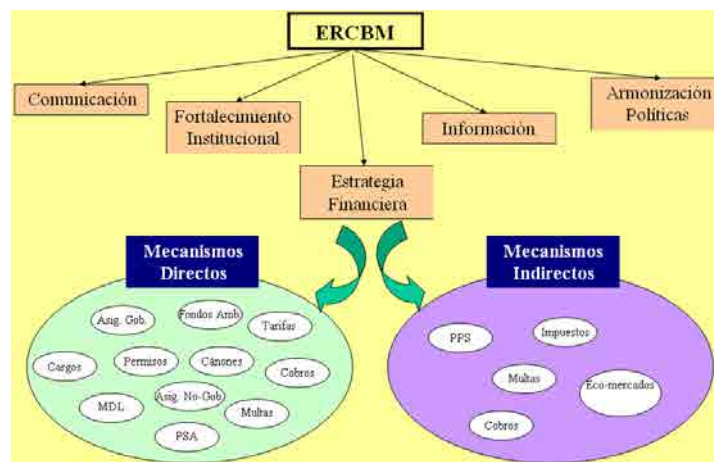 ERCBM
Comunicación
Fortalecimiento
Institucional
Información
Armonización
Políticas
Estrategia
Financiera
Mecanismos
Directos
Mecanismos
Indirectos
Asig. Gob.
Fondos Amb.
Tarifas
Cargos
Permisos
Cánones
Cobros
MDL
Asig. No-Gob.
Multas
PSA
PPS
Impuestos
Multas
Eco-mercados
Cobros